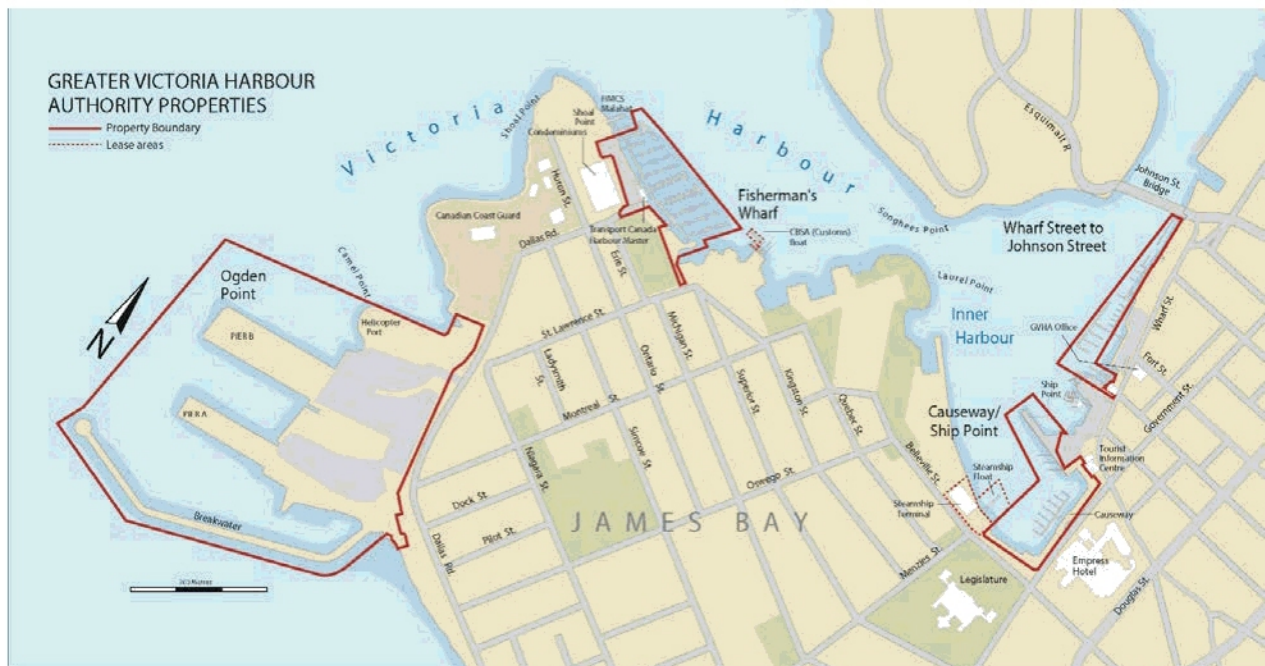 GREATER VICTORIA HARBOUR
AUTHORITY PROPERTIES
Property Boundary
Lease areas
Victoria
Harbour
Shoal Point
HMCS
Malahat
Shoal
Point
Condominiums
Huron St.
Canadian Coast Guard
Dallas Rd.
Erie St.
Transport Canada
Harbour Master
Fisherman's
Wharf
CBSA (Customs)
Boat
Songhees Point
Esquimalt R
Johnson St.
Bridge
Wharf Street to
Johnson Street
Laurel Point
Inner
Harbour
GVHA Office
Wharf St.
Fort St.
Government St.
Ship
Point
Causeway/
Ship Point
Tourist
Information
Centre
Steamship
Float
Steamship
Terminal
Causeway
Empress
Hotel
Douglas St.
Legislature
Belleville St.
Menzies St.
Oswego St.
Quebec St.
Kingston St.
Superior St.
Michigan St.
Ontario St.
St. Lawrence St.
Ladysmith
St.
Montreal St.
Simcoe St.
Niagara St.
Dock St.
Pilot St.
Dallas Rd.
JAMES BAY
Ogden
Point
Camel Point
Helicopter
Port
PIER B
PIER A
Breakwater
N